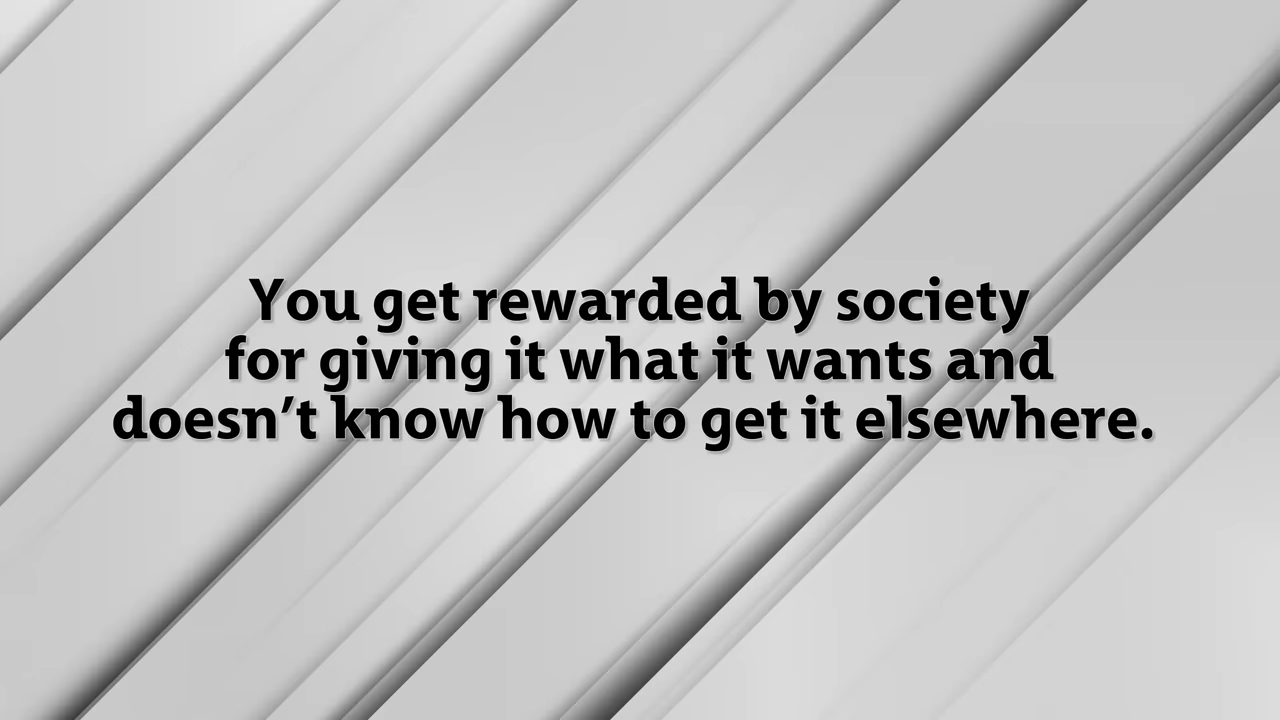 You get rewarded by society
for giving it what it wants and
doesn’t know how to get it elsewhere.